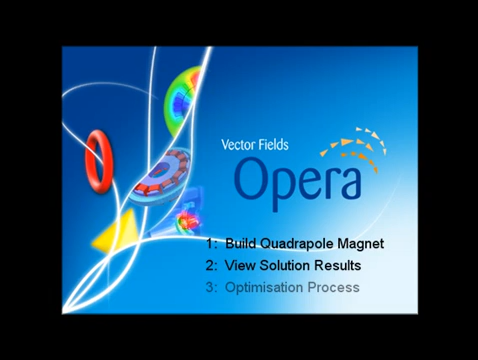 Vector Fields
Opera
1: Build Quadrapole Magnet
2: View Solution Results
3: Optimisation Process